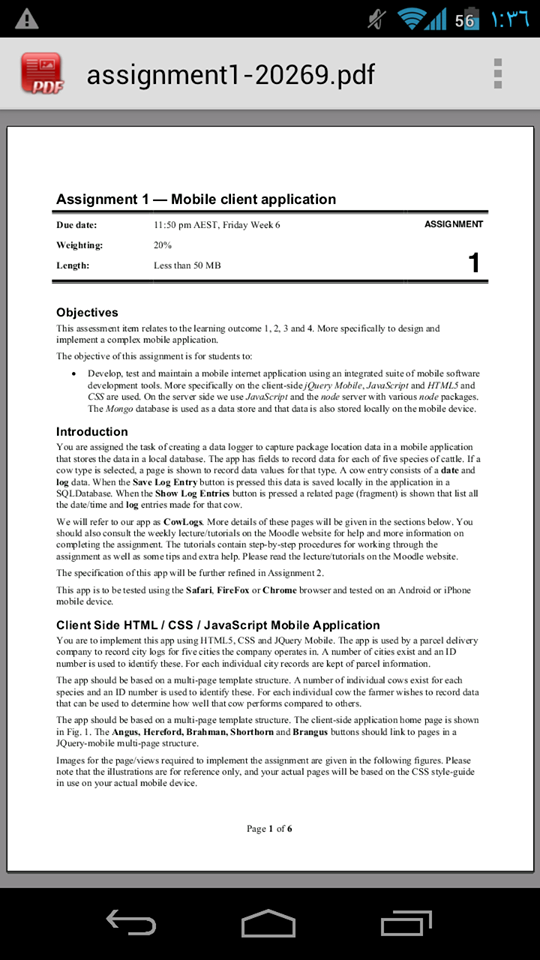 56 ١:٣٦
PDF
assignment1-20269.pdf
Assignment 1 — Mobile client application
Due date: 11:50 pm AEST, Friday Week 6 ASSIGNMENT
Weighting: 20%
Length: Less than 50 MB 1
Objectives
This assessment item relates to the learning outcome 1, 2, 3 and 4. More specifically to design and
implement a complex mobile application.
The objective of this assignment is for students to:
• Develop, test and maintain a mobile internet application using an integrated suite of mobile software
development tools. More specifically on the client-side jQuery Mobile, JavaScript and HTML5 and
CSS are used. On the server side we use JavaScript and the node server with various node packages.
The Mongo database is used as a data store and that data is also stored locally on the mobile device.
Introduction
You are assigned the task of creating a data logger to capture package location data in a mobile application
that stores the data in a local database. The app has fields to record data for each of five species of cattle. If a
cow type is selected, a page is shown to record data values for that type. A cow entry consists of a date and
log data. When the Save Log Entry button is pressed this data is saved locally in the application in a
SQLDatabase. When the Show Log Entries button is pressed a related page (fragment) is shown that list all
the date/time and log entries made for that cow.
We will refer to our app as CowLogs. More details of these pages will be given in the sections below. You
should also consult the weekly lecture/tutorials on the Moodle website for help and more information on
completing the assignment. The tutorials contain step-by-step procedures for working through the
assignment as well as some tips and extra help. Please read the lecture/tutorials on the Moodle website.
The specification of this app will be further refined in Assignment 2.
This app is to be tested using the Safari, FireFox or Chrome browser and tested on an Android or iPhone
mobile device.
Client Side HTML / CSS / JavaScript Mobile Application
You are to implement this app using HTML5, CSS and JQuery Mobile. The app is used by a parcel delivery
company to record city logs for five cities the company operates in. A number of cities exist and an ID
number is used to identify these. For each individual city records are kept of parcel information.
The app should be based on a multi-page template structure. A number of individual cows exist for each
species and an ID number is used to identify these. For each individual cow the farmer wishes to record data
that can be used to determine how well that cow performs compared to others.
The app should be based on a multi-page template structure. The client-side application home page is shown
in Fig. 1. The Angus, Hereford, Brahman, Shorthorn and Brangus buttons should link to pages in a
JQuery-mobile multi-page structure.
Images for the page/views required to implement the assignment are given in the following figures. Please
note that the illustrations are for reference only, and your actual pages will be based on the CSS style-guide
in use on your actual mobile device.
Page 1 of 6